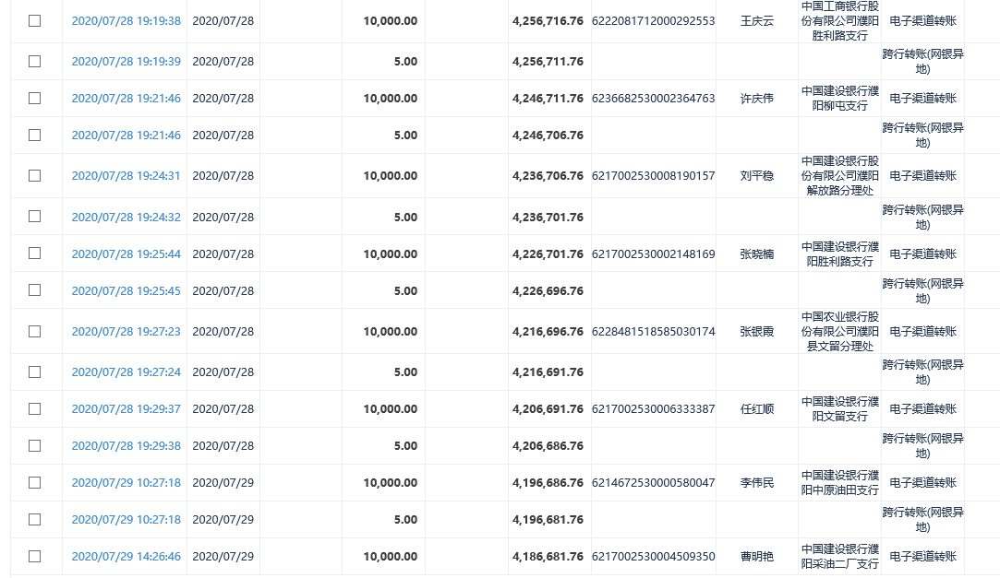 2020/07/28 19:19:38 2020/07/28 10,000.00 4,256,716.76 6222081712000292553 王庆云 中国工商银行股份有限公司濮阳胜利路支行 电子渠道转账
2020/07/28 19:19:39 2020/07/28 5.00 4,256,711.76 跨行转账(网银异地)
2020/07/28 19:21:46 2020/07/28 10,000.00 4,246,711.76 6236682530002364763 许庆伟 中国建设银行濮阳柳屯支行 电子渠道转账
2020/07/28 19:21:46 2020/07/28 5.00 4,246,706.76 跨行转账(网银异地)
2020/07/28 19:24:31 2020/07/28 10,000.00 4,236,706.76 6217002530008190157 刘平稳 中国建设银行股份有限公司濮阳解放路分理处 电子渠道转账
2020/07/28 19:24:32 2020/07/28 5.00 4,236,701.76 跨行转账(网银异地)
2020/07/28 19:25:44 2020/07/28 10,000.00 4,226,701.76 6217002530002148169 张晓楠 中国建设银行濮阳胜利路支行 电子渠道转账
2020/07/28 19:25:45 2020/07/28 5.00 4,226,696.76 跨行转账(网银异地)
2020/07/28 19:27:23 2020/07/28 10,000.00 4,216,696.76 6228481518585030174 张银霞 中国农业银行股份有限公司濮阳县文留分理处 电子渠道转账
2020/07/28 19:27:24 2020/07/28 5.00 4,216,691.76 跨行转账(网银异地)
2020/07/28 19:29:37 2020/07/28 10,000.00 4,206,691.76 6217002530006333387 任红顺 中国建设银行濮阳文留支行 电子渠道转账
2020/07/28 19:29:38 2020/07/28 5.00 4,206,686.76 跨行转账(网银异地)
2020/07/29 10:27:18 2020/07/29 10,000.00 4,196,686.76 6214672530000580047 李伟民 中国建设银行濮阳中原油田支行 电子渠道转账
2020/07/29 10:27:18 2020/07/29 5.00 4,196,681.76 跨行转账(网银异地)
2020/07/29 14:26:46 2020/07/29 10,000.00 4,186,681.76 6217002530004509350 曹明艳 中国建设银行濮阳采油二厂支行 电子渠道转账